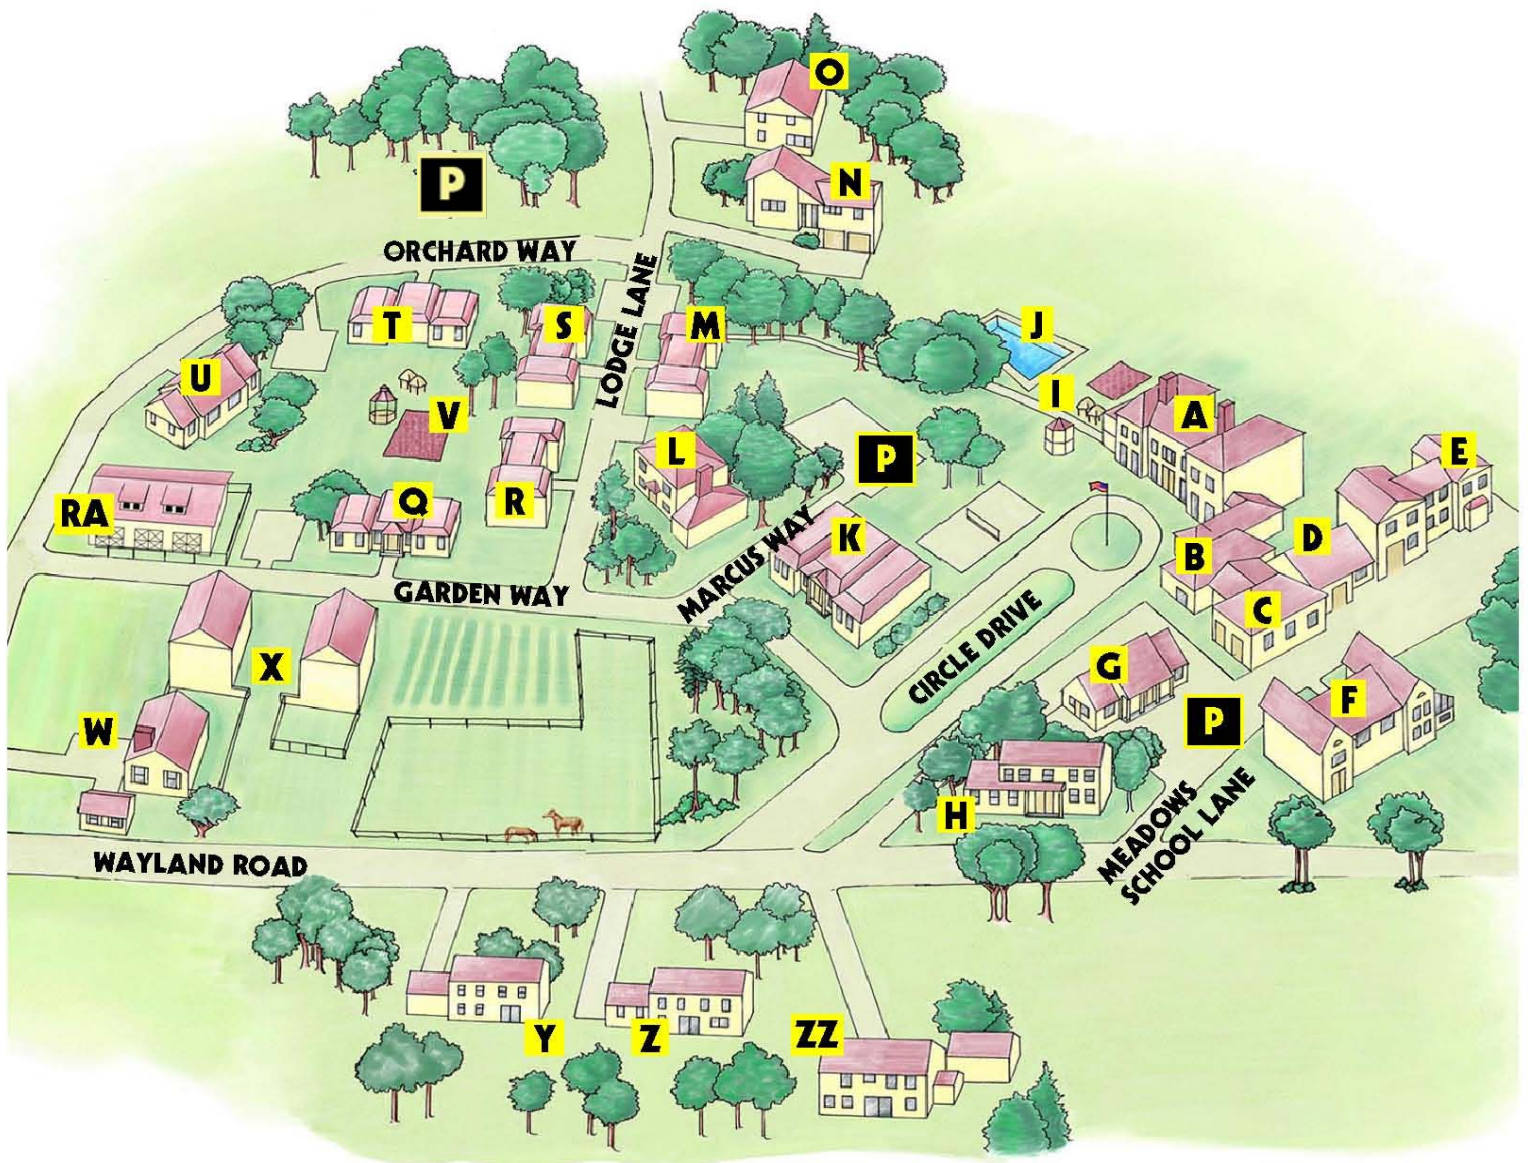 O
N
P
ORCHARD WAY
LODGE LANE
T
S
M
J
U
I
V
A
L
P
E
RA
Q
R
K
D
B
MARCUS WAY
GARDEN WAY
C
CIRCLE DRIVE
X
G
F
W
P
H
MEADOWS
SCHOOL LANE
WAYLAND ROAD
Y
Z
ZZ